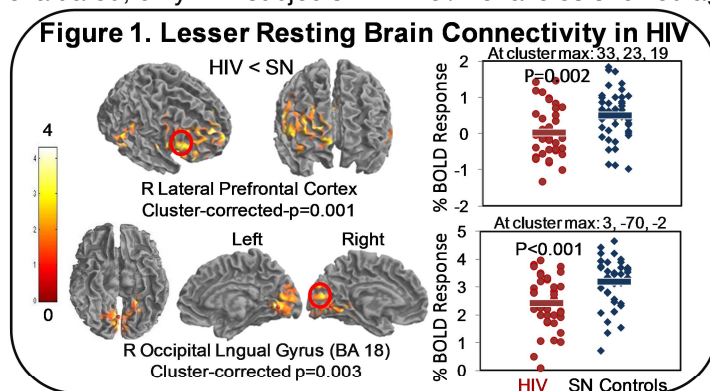 Figure 1. Lesser Resting Brain Connectivity in HIV
HIV < SN
4
3
2
1
0
R Lateral Prefrontal Cortex
Cluster-corrected-p=0.001
Left Right
R Occipital Lngual Gyrus (BA 18)
Cluster-corrected p=0.003
At cluster max: 33, 23, 19
P=0.002
% BOLD Response
2
1
0
-1
-2
At cluster max: 3, -70, -2
P<0.001
% BOLD Response
5
4
3
2
1
0
HIV SN Controls